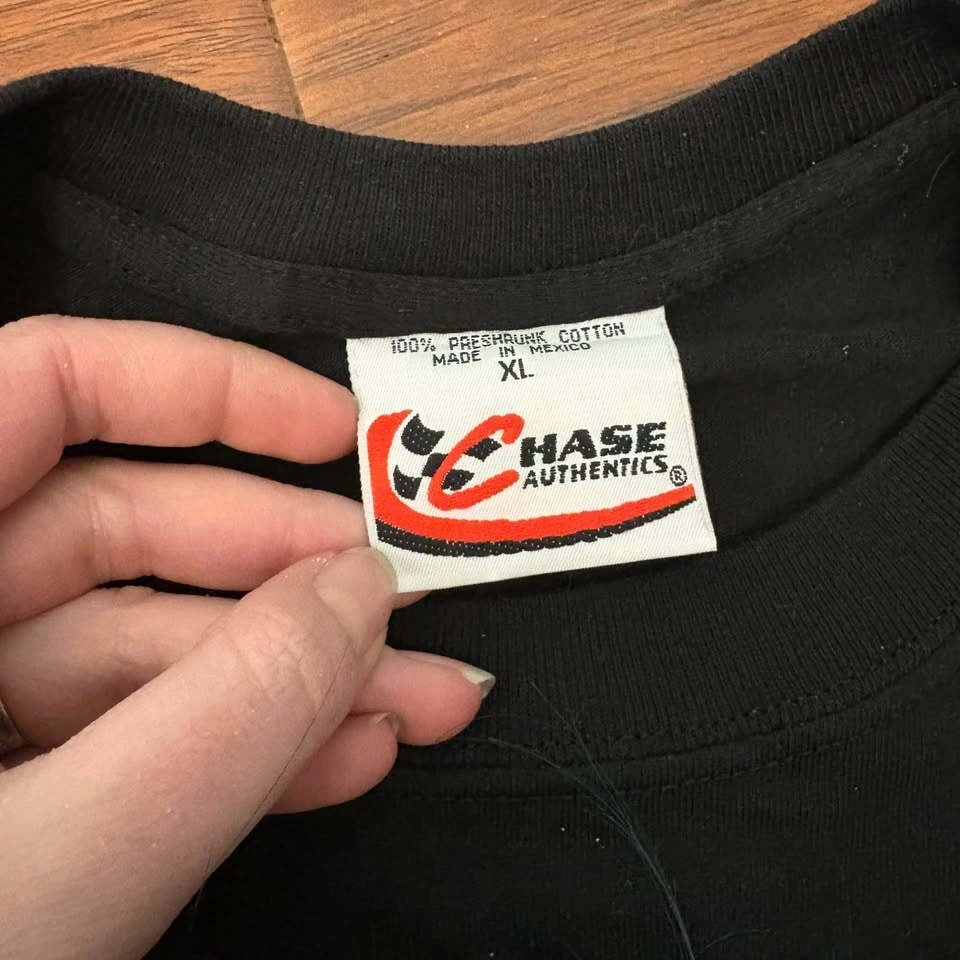 100% PRESHRUNK COTTON
MADE IN MEXICO
XL
CHASE
AUTHENTICS®